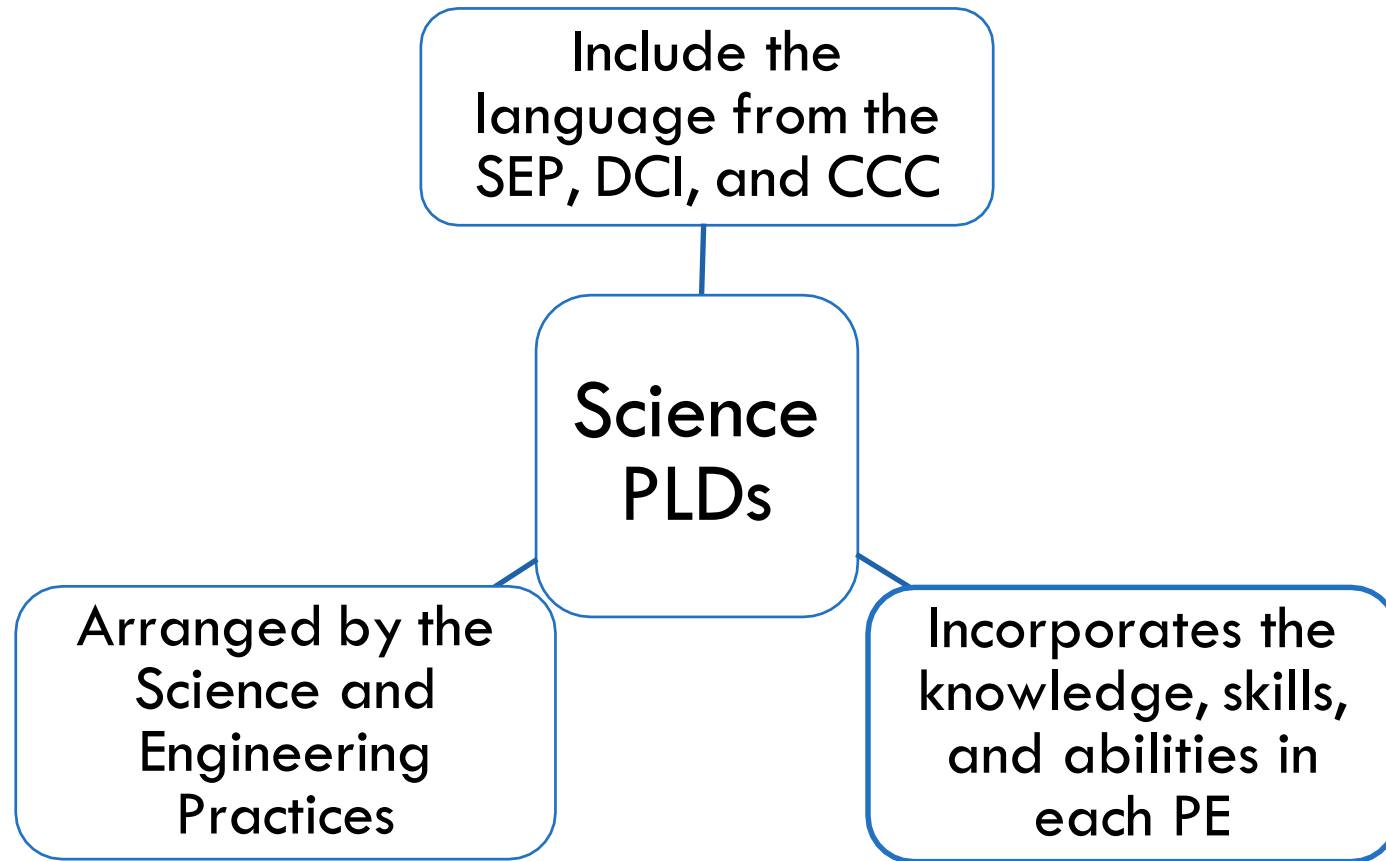 Include the
language from the
SEP, DCI, and CCC
Science
PLDs
Arranged by the
Science and
Engineering
Practices
Incorporates the
knowledge, skills,
and abilities in
each PE